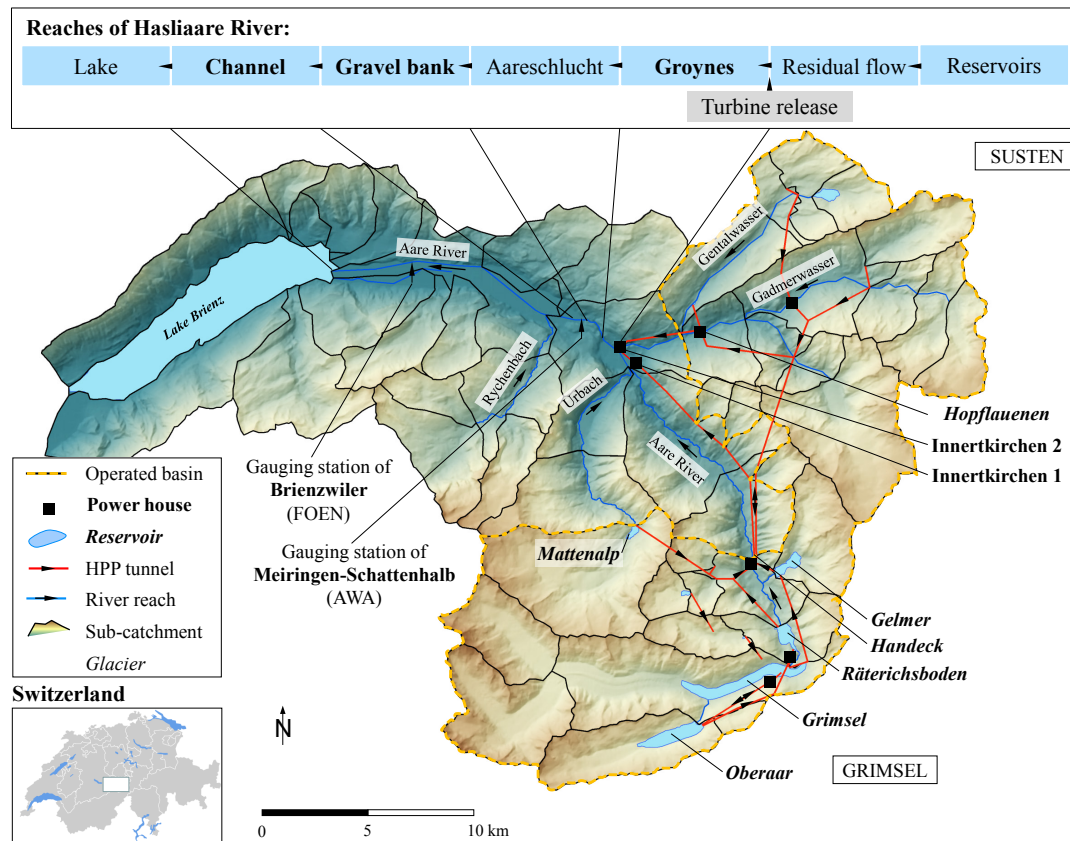 Reaches of Hasliaare River:
Lake
Channel
Gravel bank
Aareschlucht
Groynes
Residual flow
Reservoirs
Turbine release
SUSTEN
Gentalwasser
Aare River
Gadmerwasser
Lake Brienz
Rychenbach
Urbach
Aare River
Hopflauenen
Innertkirchen 2
Innertkirchen 1
Gauging station of
Brienzwiler
(FOEN)
Gauging station of
Meiringen-Schattenhalb
(AWA)
Mattenalp
Gelmer
Handeck
Räterichsboden
Grimsel
Oberaar
GRIMSEL
Operated basin
Power house
Reservoir
HPP tunnel
River reach
Sub-catchment
Glacier
Switzerland
N
0
5
10 km